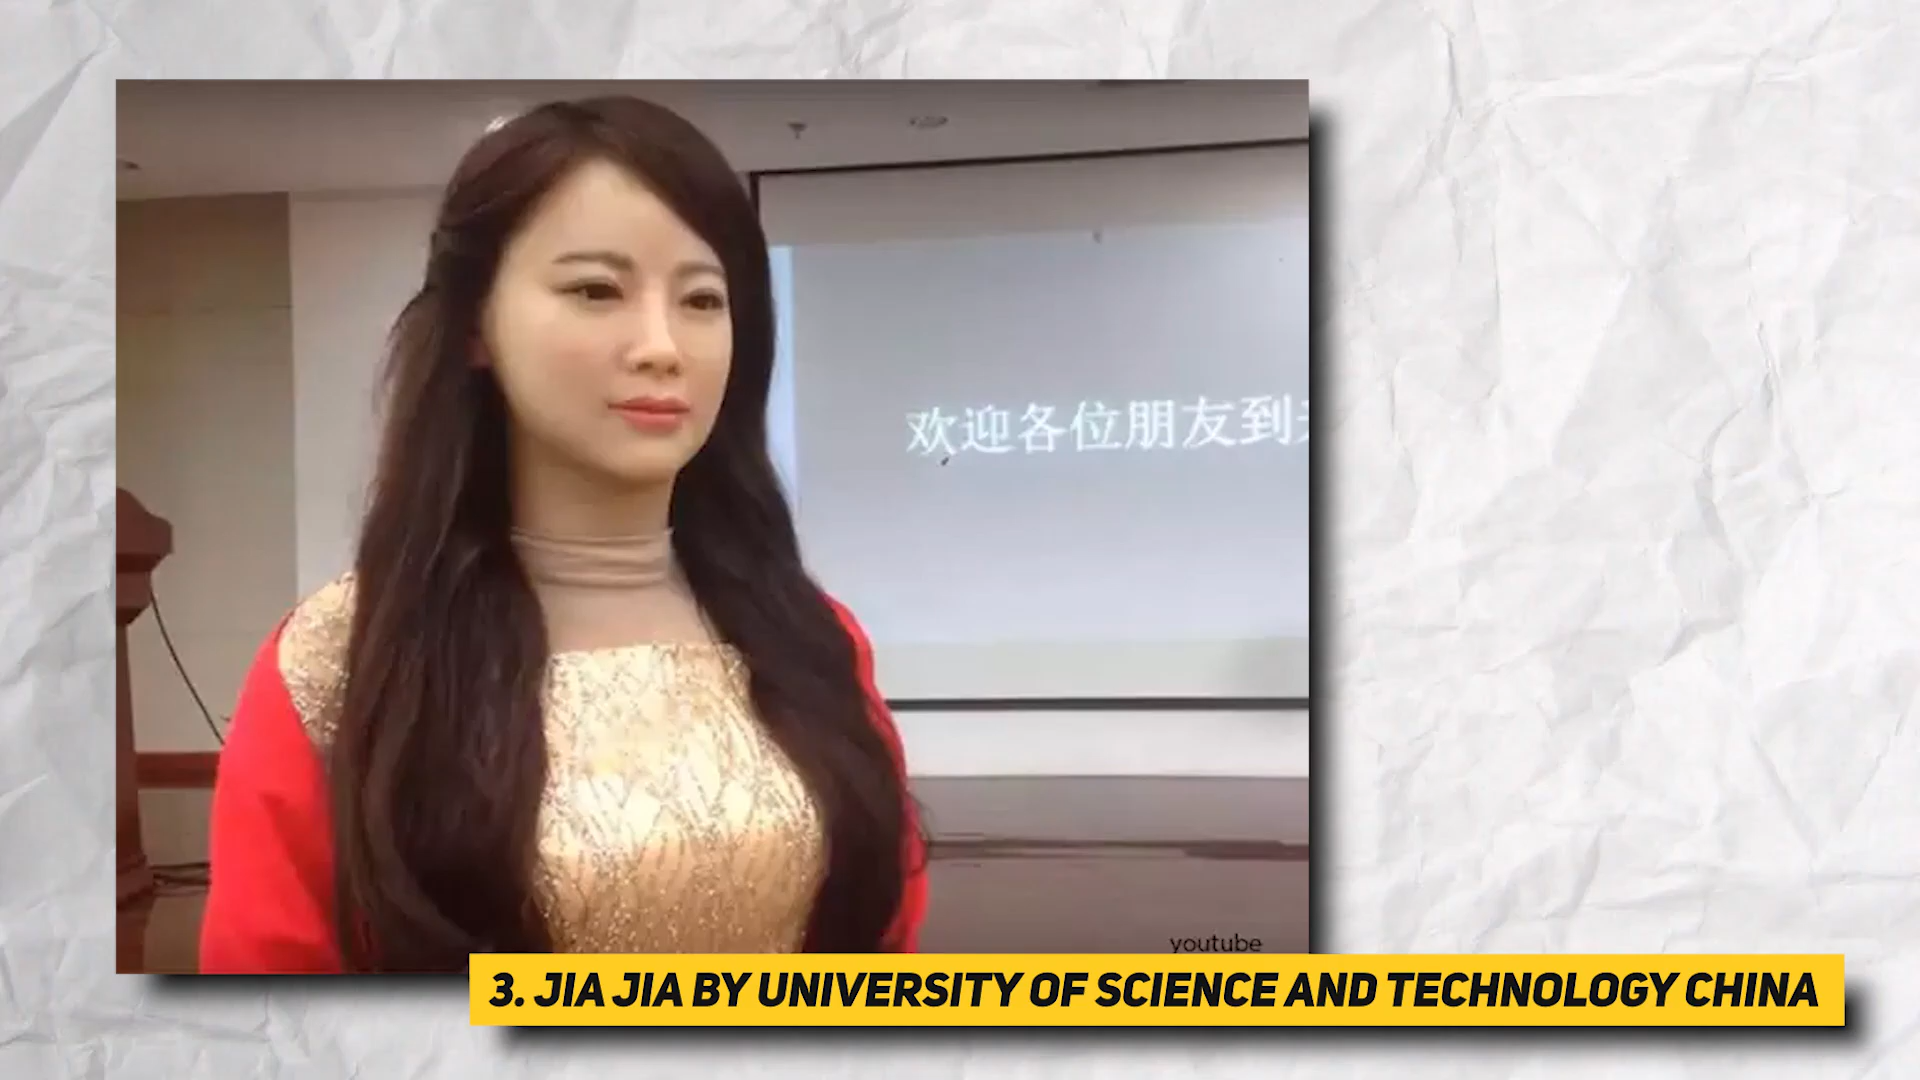 欢迎各位朋友到
youtube
3. JIA JIA BY UNIVERSITY OF SCIENCE AND TECHNOLOGY CHINA